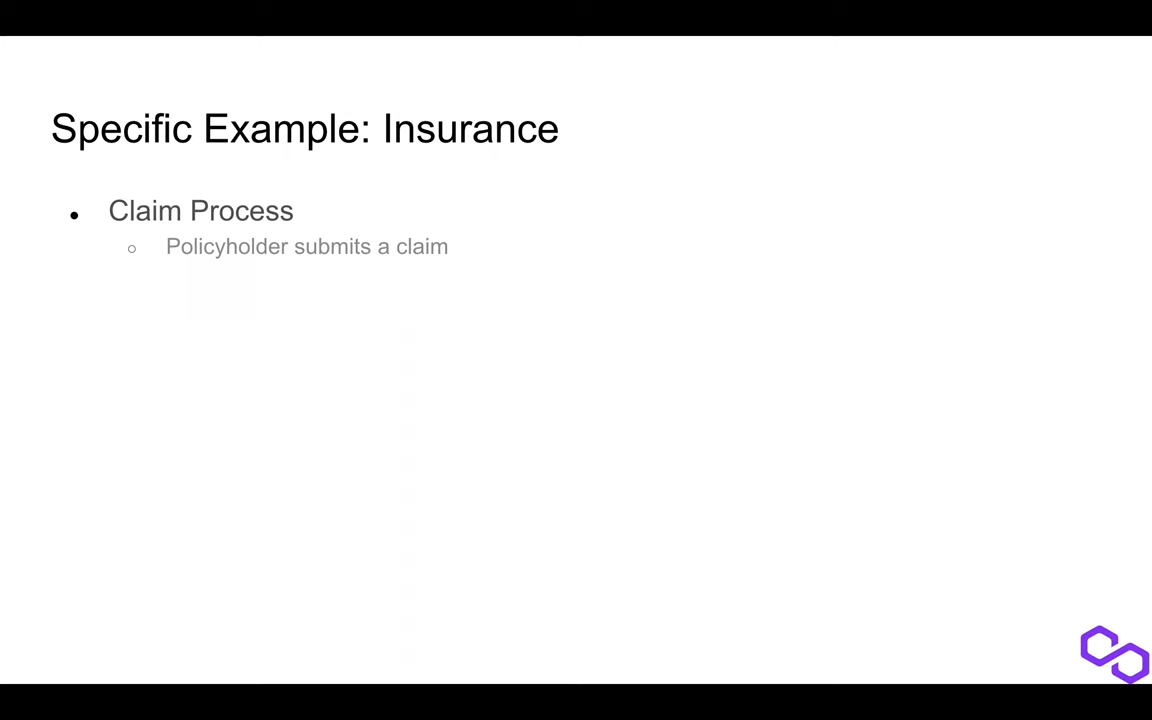 Specific Example: Insurance
● Claim Process
○ Policyholder submits a claim